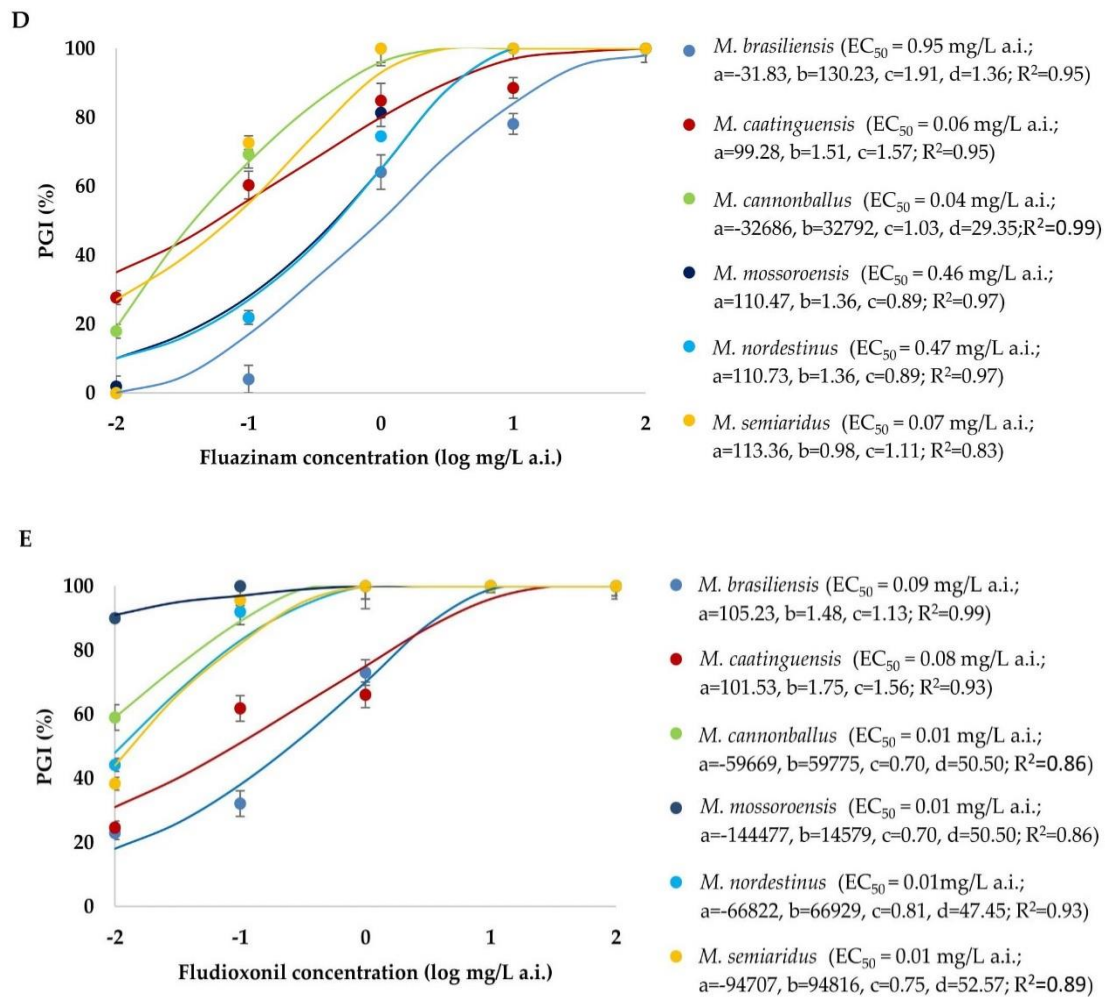 D
100
80
60
40
20
0
PGI (%)
-2 -1 0 1 2
Fluazinam concentration (log mg/L a.i.)
M. brasiliensis (EC50 = 0.95 mg/L a.i.;
a=-31.83, b=130.23, c=1.91, d=1.36; R2=0.95)
M. caatinguensis (EC50 = 0.06 mg/L a.i.;
a=99.28, b=1.51, c=1.57; R2=0.95)
M. cannonballus (EC50 = 0.04 mg/L a.i.;
a=-32686, b=32792, c=1.03, d=29.35;R2=0.99)
M. mossoroensis (EC50 = 0.46 mg/L a.i.;
a=110.47, b=1.36, c=0.89; R2=0.97)
M. nordestinus (EC50 = 0.47 mg/L a.i.;
a=110.73, b=1.36, c=0.89; R2=0.97)
M. semiaridus (EC50 = 0.07 mg/L a.i.;
a=113.36, b=0.98, c=1.11; R2=0.83)
E
100
80
60
40
20
0
PGI (%)
-2 -1 0 1 2
Fludioxonil concentration (log mg/L a.i.)
M. brasiliensis (EC50 = 0.09 mg/L a.i.;
a=105.23, b=1.48, c=1.13; R2=0.99)
M. caatinguensis (EC50 = 0.08 mg/L a.i.;
a=101.53, b=1.75, c=1.56; R2=0.93)
M. cannonballus (EC50 = 0.01 mg/L a.i.;
a=-59669, b=59775, c=0.70, d=50.50; R2=0.86)
M. mossoroensis (EC50 = 0.01 mg/L a.i.;
a=-144477, b=14579, c=0.70, d=50.50; R2=0.86)
M. nordestinus (EC50 = 0.01mg/L a.i.;
a=-66822, b=66929, c=0.81, d=47.45; R2=0.93)
M. semiaridus (EC50 = 0.01 mg/L a.i.;
a=-94707, b=94816, c=0.75, d=52.57; R2=0.89)